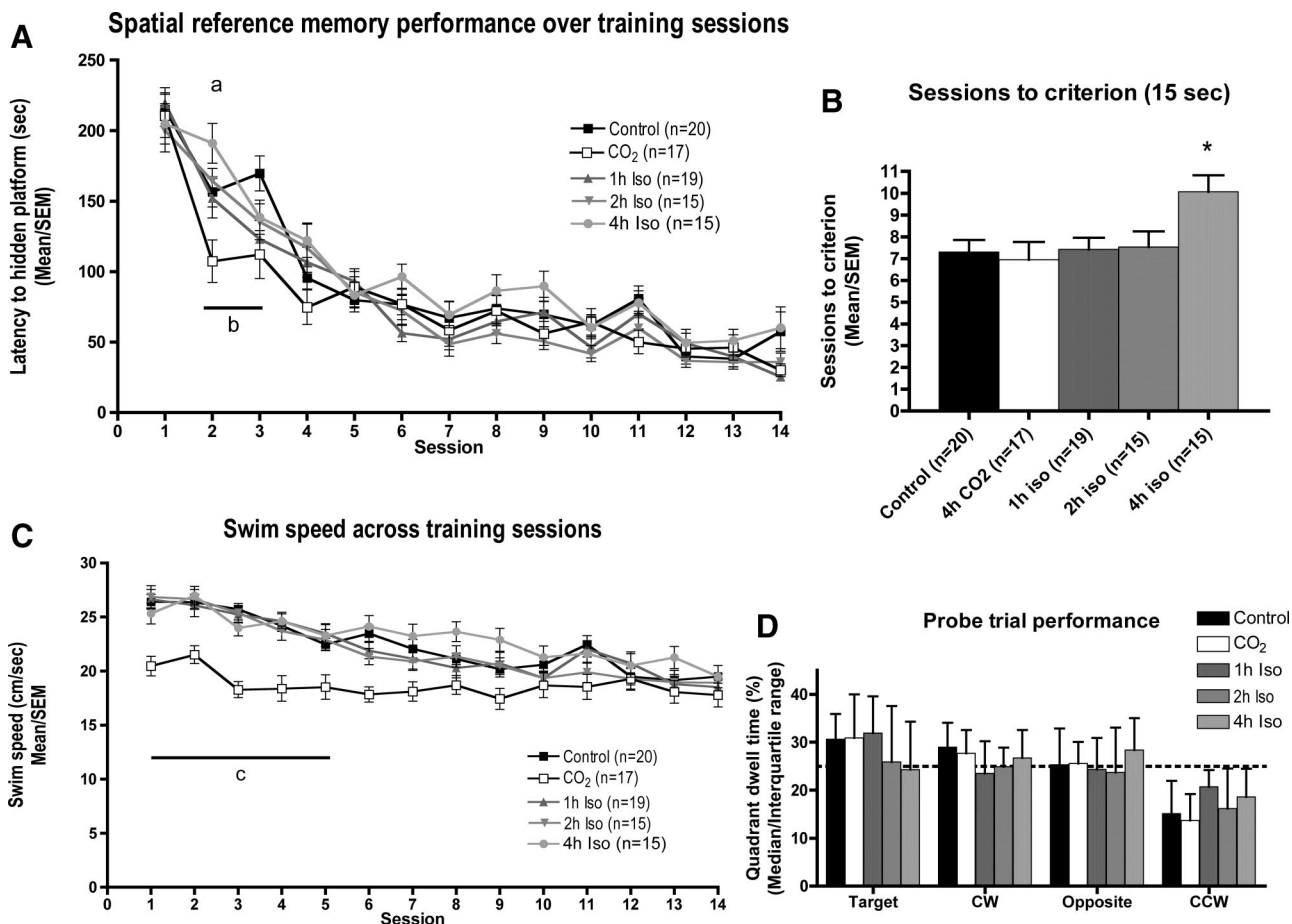 A
Spatial reference memory performance over training sessions
Latency to hidden platform (sec)
(Mean/SEM)
250
200
150
100
50
0
a
b
Control (n=20)
CO₂ (n=17)
1h Iso (n=19)
2h Iso (n=15)
4h Iso (n=15)
0 1 2 3 4 5 6 7 8 9 10 11 12 13 14
Session
B
Sessions to criterion (15 sec)
Sessions to criterion
(Mean/SEM)
11
10
9
8
7
6
5
4
3
2
1
0
*
Control (n=20)
4h CO2 (n=17)
1h iso (n=19)
2h iso (n=15)
4h iso (n=15)
C
Swim speed across training sessions
Swim speed (cm/sec)
Mean/SEM
30
25
20
15
10
5
0
c
Control (n=20)
CO₂ (n=17)
1h Iso (n=19)
2h Iso (n=15)
4h Iso (n=15)
0 1 2 3 4 5 6 7 8 9 10 11 12 13 14
D
Probe trial performance
Quadrant dwell time (%)
(Median/Interquartile range)
40
30
20
10
0
Control
CO₂
1h Iso
2h Iso
4h Iso
Target CW Opposite CCW